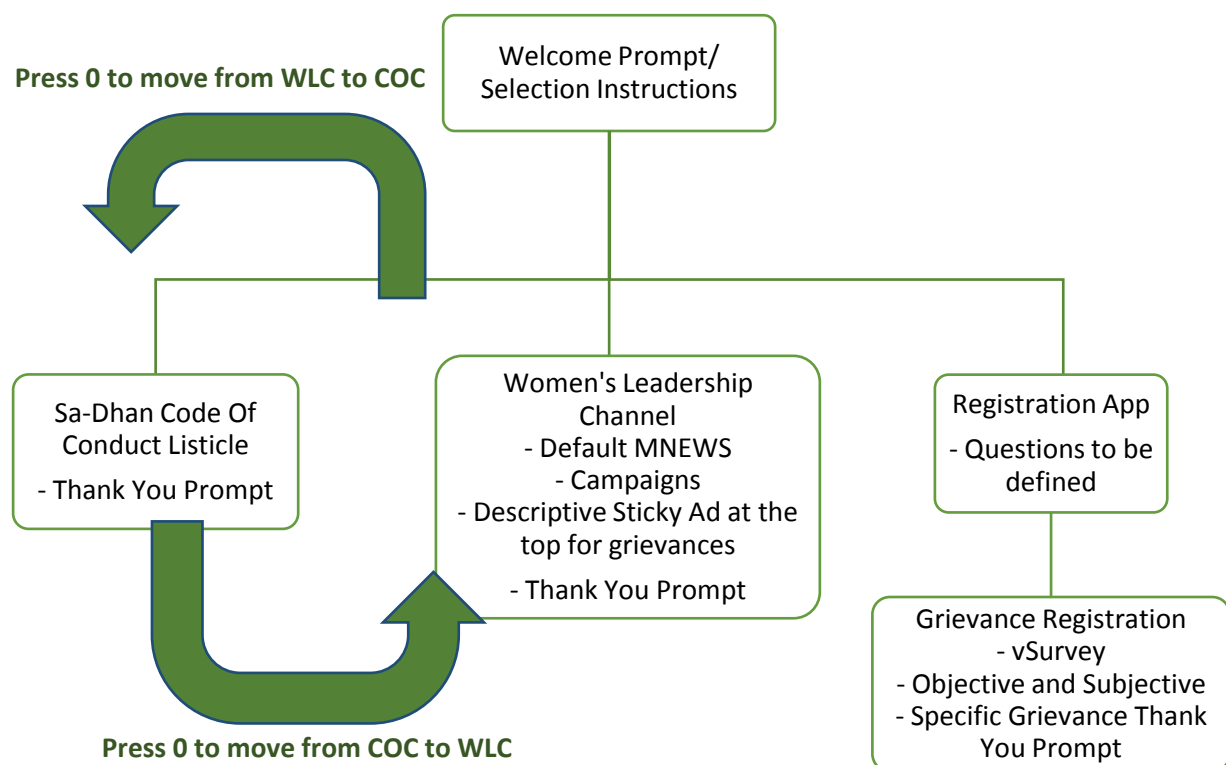 Welcome Prompt/
Selection Instructions
Press 0 to move from WLC to COC
Sa-Dhan Code Of
Conduct Listicle
- Thank You Prompt
Women's Leadership
Channel
- Default MNEWS
- Campaigns
- Descriptive Sticky Ad at the
top for grievances
- Thank You Prompt
Registration App
- Questions to be
defined
Grievance Registration
- vSurvey
- Objective and Subjective
- Specific Grievance Thank
You Prompt
Press 0 to move from COC to WLC